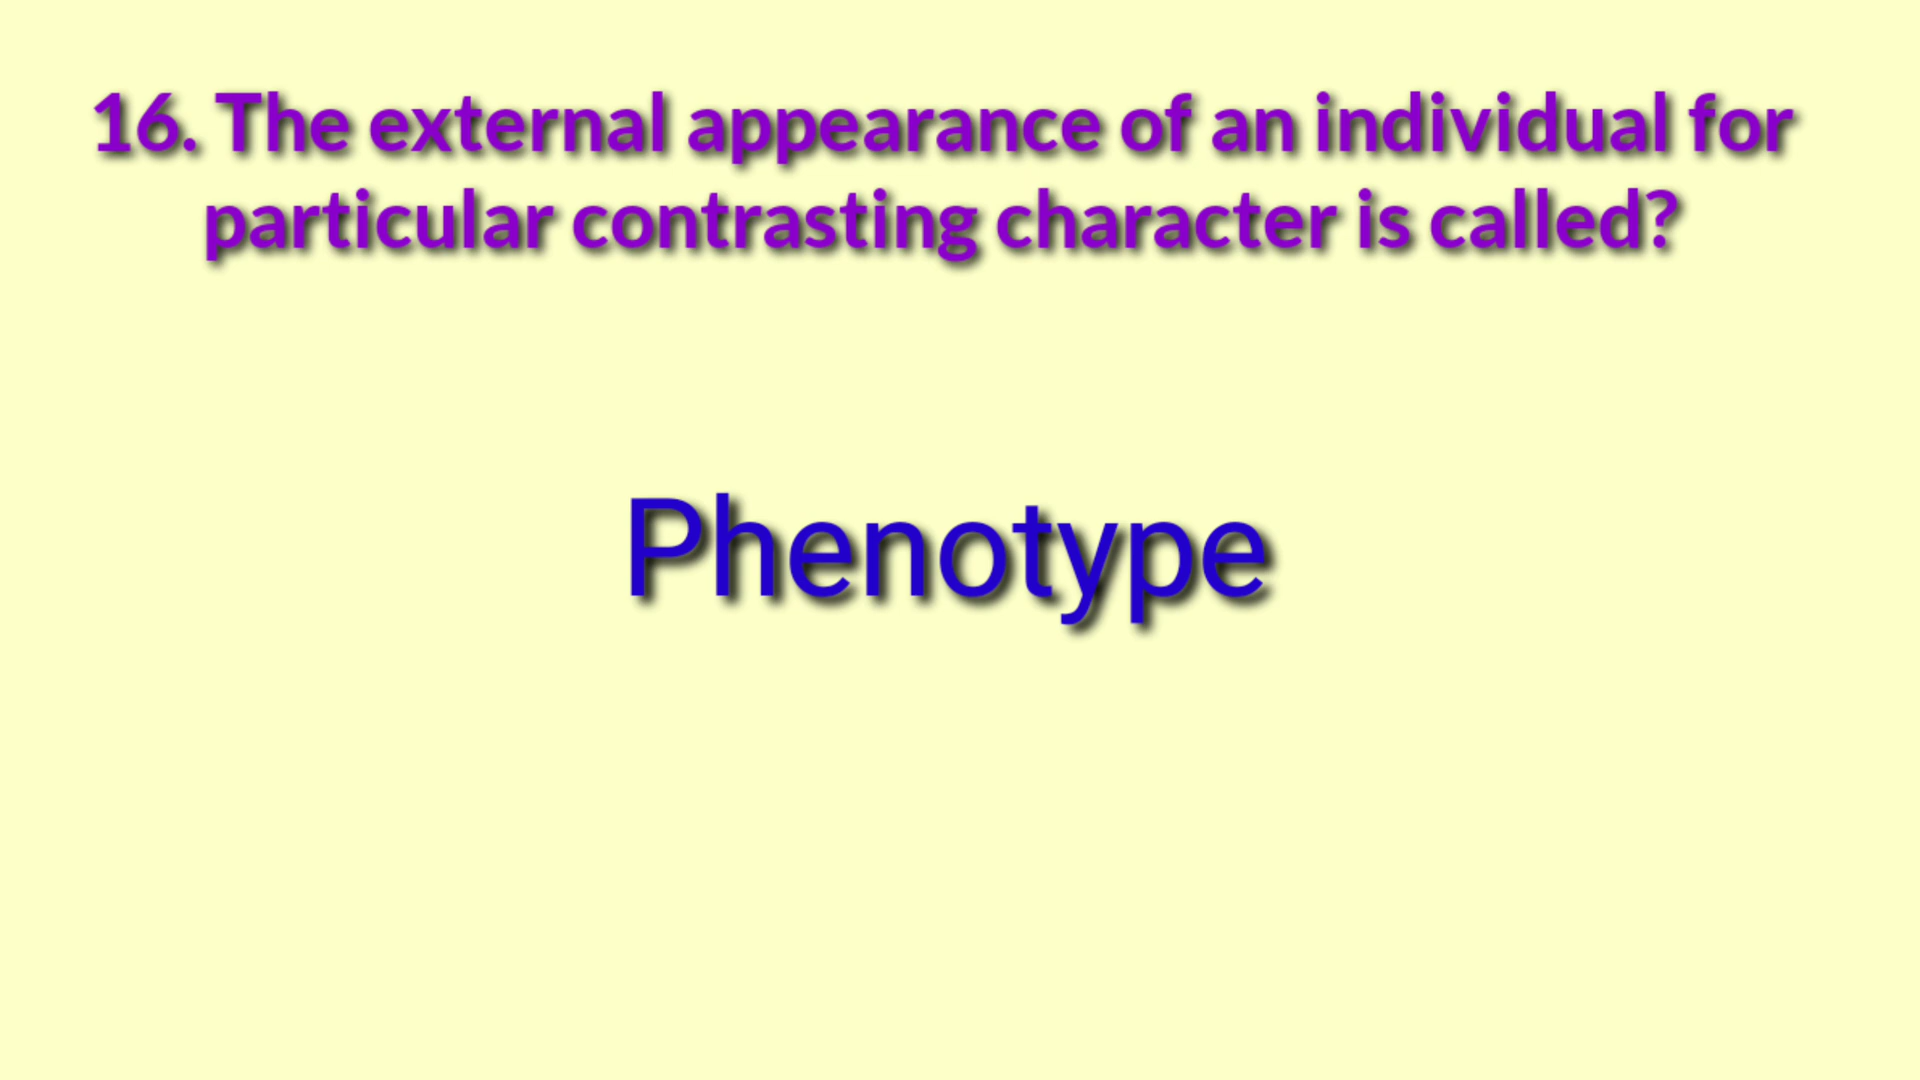 16. The external appearance of an individual for
particular contrasting character is called?
Phenotype